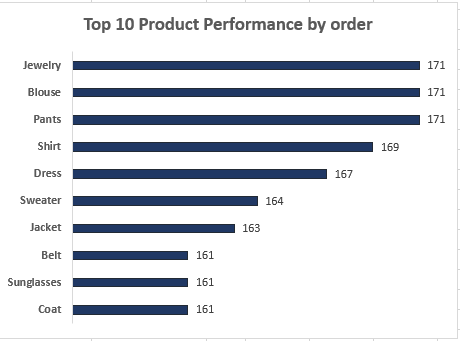 Top 10 Product Performance by order
Jewelry 171
Blouse 171
Pants 171
Shirt 169
Dress 167
Sweater 164
Jacket 163
Belt 161
Sunglasses 161
Coat 161